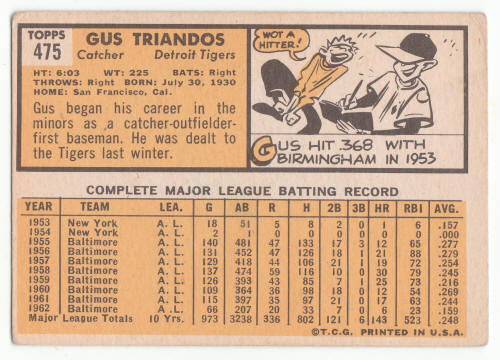 TOPPS
475
GUS TRIANDOS
Catcher Detroit Tigers
HT: 6:03 WT: 225 BATS: Right
THROWS: Right BORN: July 30, 1930
HOME: San Francisco, Cal.
Gus began his career in the
minors as a catcher-outfielder-
first baseman. He was dealt to
the Tigers last winter.
WOT A
HITTER!
GUS HIT .368 WITH
BIRMINGHAM IN 1953
COMPLETE MAJOR LEAGUE BATTING RECORD
YEAR TEAM LEA. G AB R H 2B 3B HR RBI AVG.
1953 New York A. L. 18 51 5 8 2 0 1 6 .157
1954 New York A. L. 2 1 0 0 0 0 0 0 .000
1955 Baltimore A. L. 140 481 47 133 17 3 12 65 .277
1956 Baltimore A. L. 131 452 47 126 18 1 21 88 .279
1957 Baltimore A. L. 129 418 44 106 21 1 19 72 .254
1958 Baltimore A. L. 137 474 59 116 10 0 30 79 .245
1959 Baltimore A. L. 126 393 43 85 7 1 25 73 .216
1960 Baltimore A. L. 109 364 36 98 18 0 12 54 .269
1961 Baltimore A. L. 115 397 35 97 21 0 17 63 .244
1962 Baltimore A. L. 66 207 20 33 7 0 6 23 .159
Major League Totals 10 Yrs. 973 3238 336 802 121 6 143 523 .248
©T.C.G. PRINTED IN U.S.A.